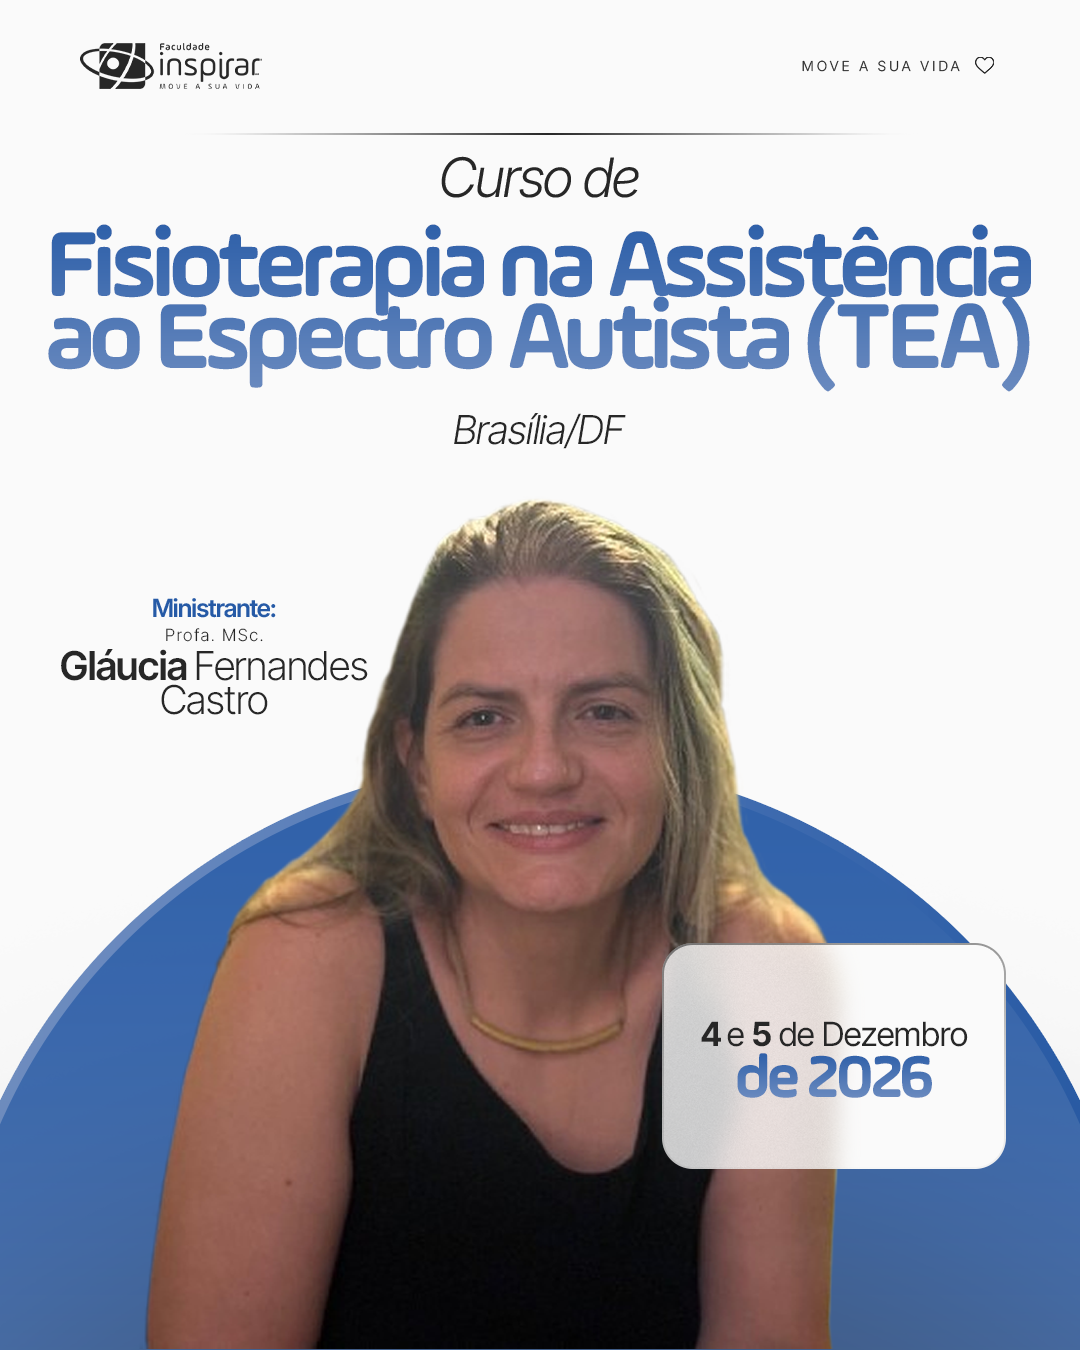 Faculdade
inspirar
MOVE A SUA VIDA
MOVE A SUA VIDA
Curso de
Fisioterapia na Assistência
ao Espectro Autista (TEA)
Brasília/DF
Ministrante:
Profa. MSc.
Gláucia Fernandes
Castro
4 e 5 de Dezembro
de 2026